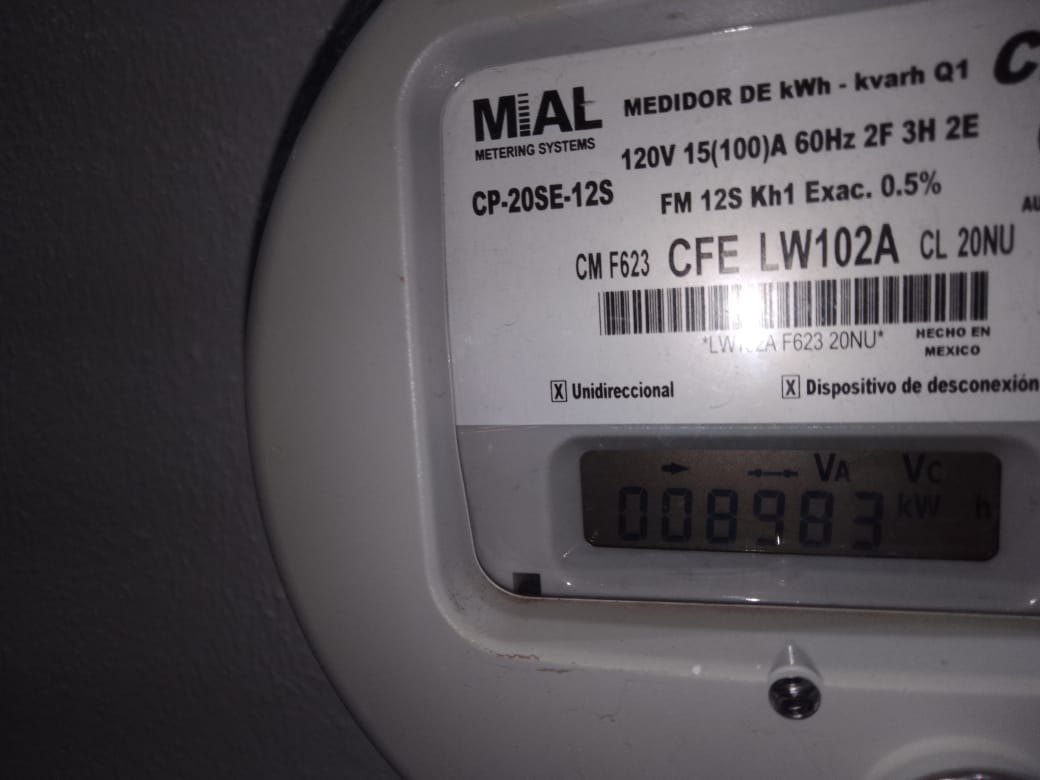 MIAL
METERING SYSTEMS
MEDIDOR DE kWh - kvarh Q1
120V 15(100)A 60Hz 2F 3H 2E
CP-20SE-12S
FM 12S Kh1 Exac. 0.5%
CM F623 CFE LW102A CL 20NU
F623 20NU*
HECHO EN
MEXICO
X Unidireccional
X Dispositivo de desconexión
VA VC
008983 kW h